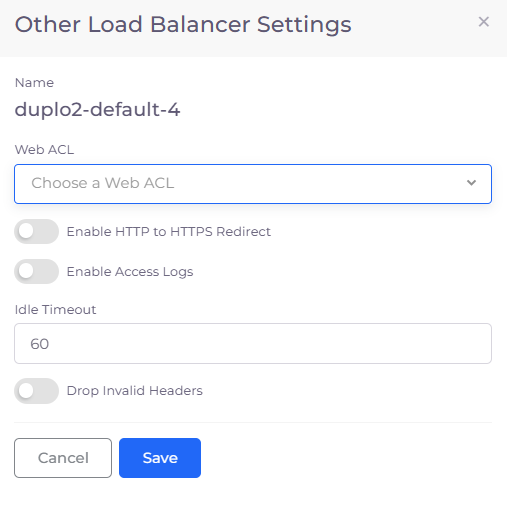 Other Load Balancer Settings
Name
duplo2-default-4
Web ACL
Choose a Web ACL
Enable HTTP to HTTPS Redirect
Enable Access Logs
Idle Timeout
60
Drop Invalid Headers
Cancel Save